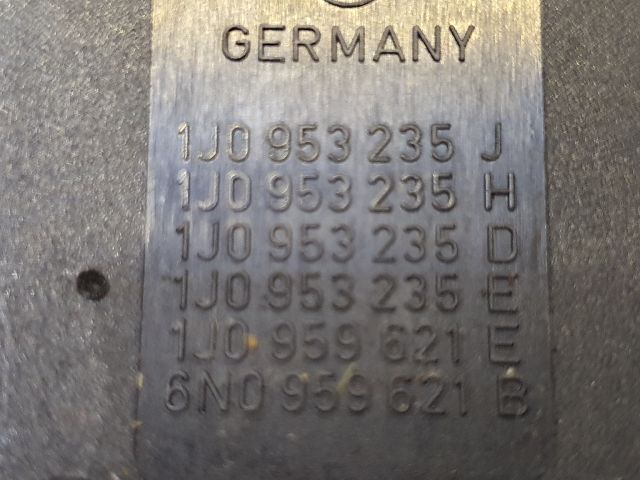 GERMANY
1J0 953 235 J
1J0 953 235 H
1J0 953 235 D
1J0 953 235 E
1J0 959 621 E
6N0 959 621 B